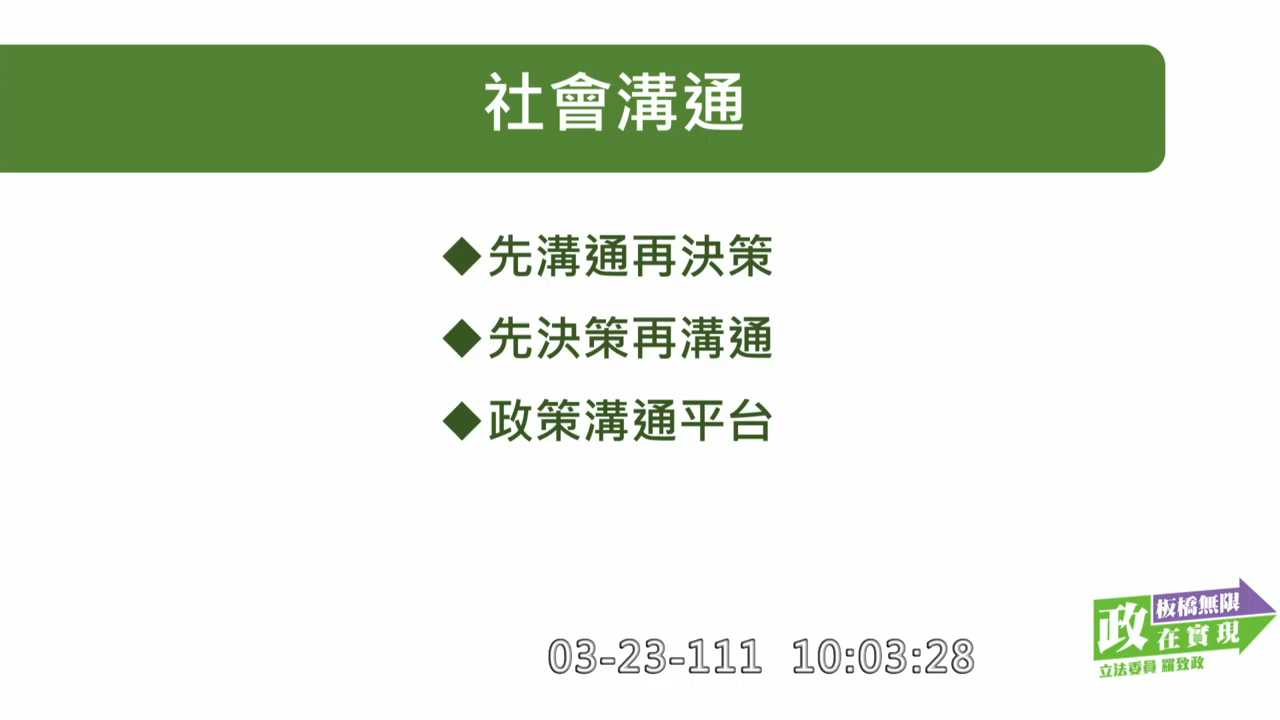 社會溝通
◆先溝通再決策
◆先決策再溝通
◆政策溝通平台
03-23-111 10:03:28
政 板橋無限
在實現
立法委員 羅致政